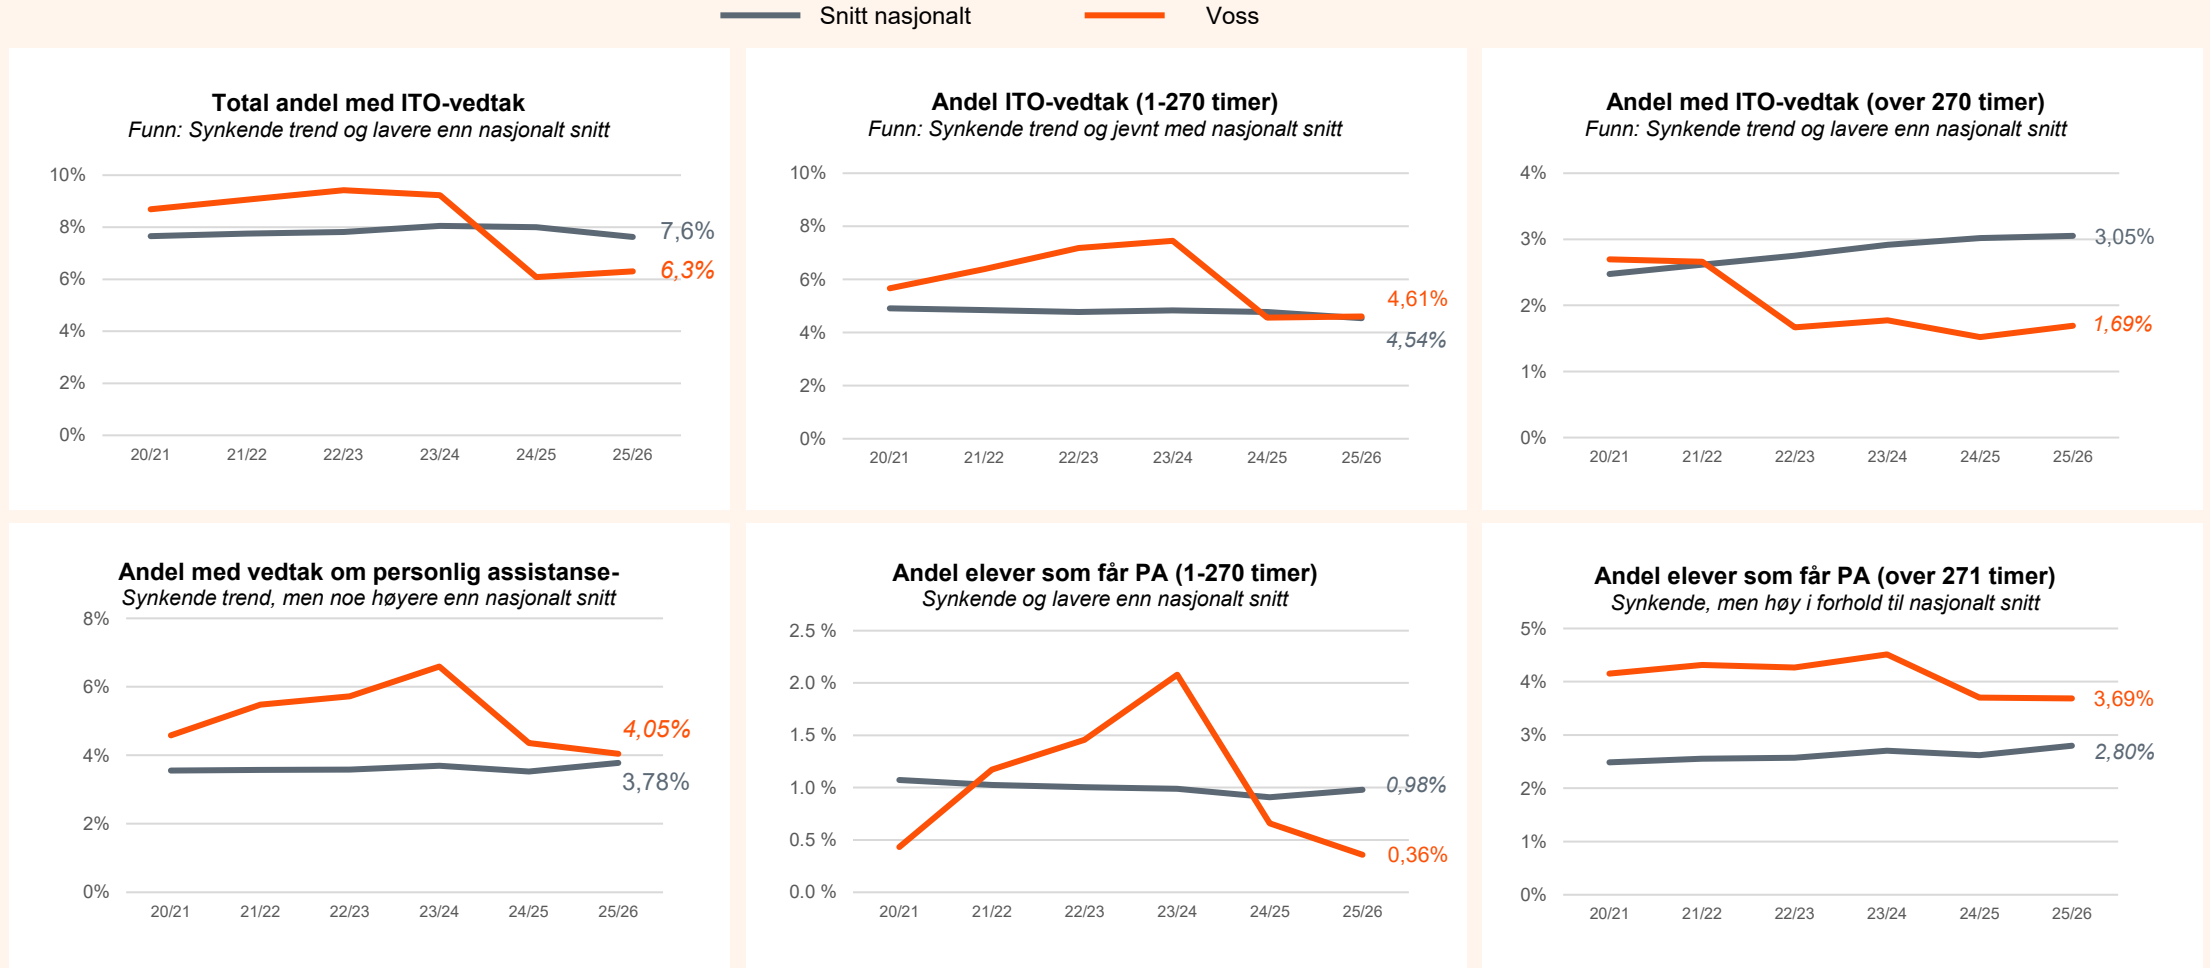 Snitt nasjonalt
Voss
Total andel med ITO-vedtak
Funn: Synkende trend og lavere enn nasjonalt snitt
10%
8%
6%
4%
2%
0%
7,6%
6,3%
20/21 21/22 22/23 23/24 24/25 25/26
Andel ITO-vedtak (1-270 timer)
Funn: Synkende trend og jevnt med nasjonalt snitt
10%
8%
6%
4%
2%
0%
4,61%
4,54%
20/21 21/22 22/23 23/24 24/25 25/26
Andel med ITO-vedtak (over 270 timer)
Funn: Synkende trend og lavere enn nasjonalt snitt
4%
3%
2%
1%
0%
3,05%
1,69%
20/21 21/22 22/23 23/24 24/25 25/26
Andel med vedtak om personlig assistanse-
Synkende trend, men noe høyere enn nasjonalt snitt
8%
6%
4%
2%
0%
4,05%
3,78%
20/21 21/22 22/23 23/24 24/25 25/26
Andel elever som får PA (1-270 timer)
Synkende og lavere enn nasjonalt snitt
2.5 %
2.0 %
1.5 %
1.0 %
0.5 %
0.0 %
0,98%
0,36%
20/21 21/22 22/23 23/24 24/25 25/26
Andel elever som får PA (over 271 timer)
Synkende, men høy i forhold til nasjonalt snitt
5%
4%
3%
2%
1%
0%
3,69%
2,80%
20/21 21/22 22/23 23/24 24/25 25/26